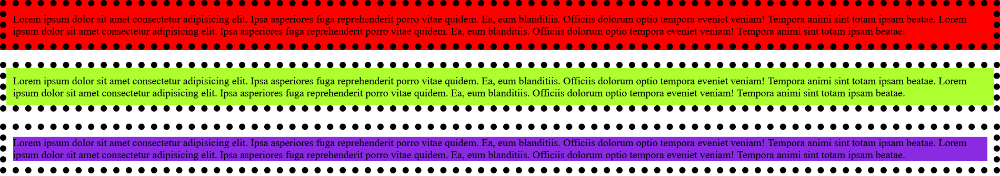 Lorem ipsum dolor sit amet consectetur adipisicing elit. Ipsa asperiores fuga reprehenderit porro vitae quidem. Ea, eum blanditiis. Officiis dolorum optio tempora eveniet veniam! Tempora animi sint totam ipsam beatae. Lorem
ipsum dolor sit amet consectetur adipisicing elit. Ipsa asperiores fuga reprehenderit porro vitae quidem. Ea, eum blanditiis. Officiis dolorum optio tempora eveniet veniam! Tempora animi sint totam ipsam beatae.
Lorem ipsum dolor sit amet consectetur adipisicing elit. Ipsa asperiores fuga reprehenderit porro vitae quidem. Ea, eum blanditiis. Officiis dolorum optio tempora eveniet veniam! Tempora animi sint totam ipsam beatae. Lorem
ipsum dolor sit amet consectetur adipisicing elit. Ipsa asperiores fuga reprehenderit porro vitae quidem. Ea, eum blanditiis. Officiis dolorum optio tempora eveniet veniam! Tempora animi sint totam ipsam beatae.
Lorem ipsum dolor sit amet consectetur adipisicing elit. Ipsa asperiores fuga reprehenderit porro vitae quidem. Ea, eum blanditiis. Officiis dolorum optio tempora eveniet veniam! Tempora animi sint totam ipsam beatae. Lorem
ipsum dolor sit amet consectetur adipisicing elit. Ipsa asperiores fuga reprehenderit porro vitae quidem. Ea, eum blanditiis. Officiis dolorum optio tempora eveniet veniam! Tempora animi sint totam ipsam beatae.